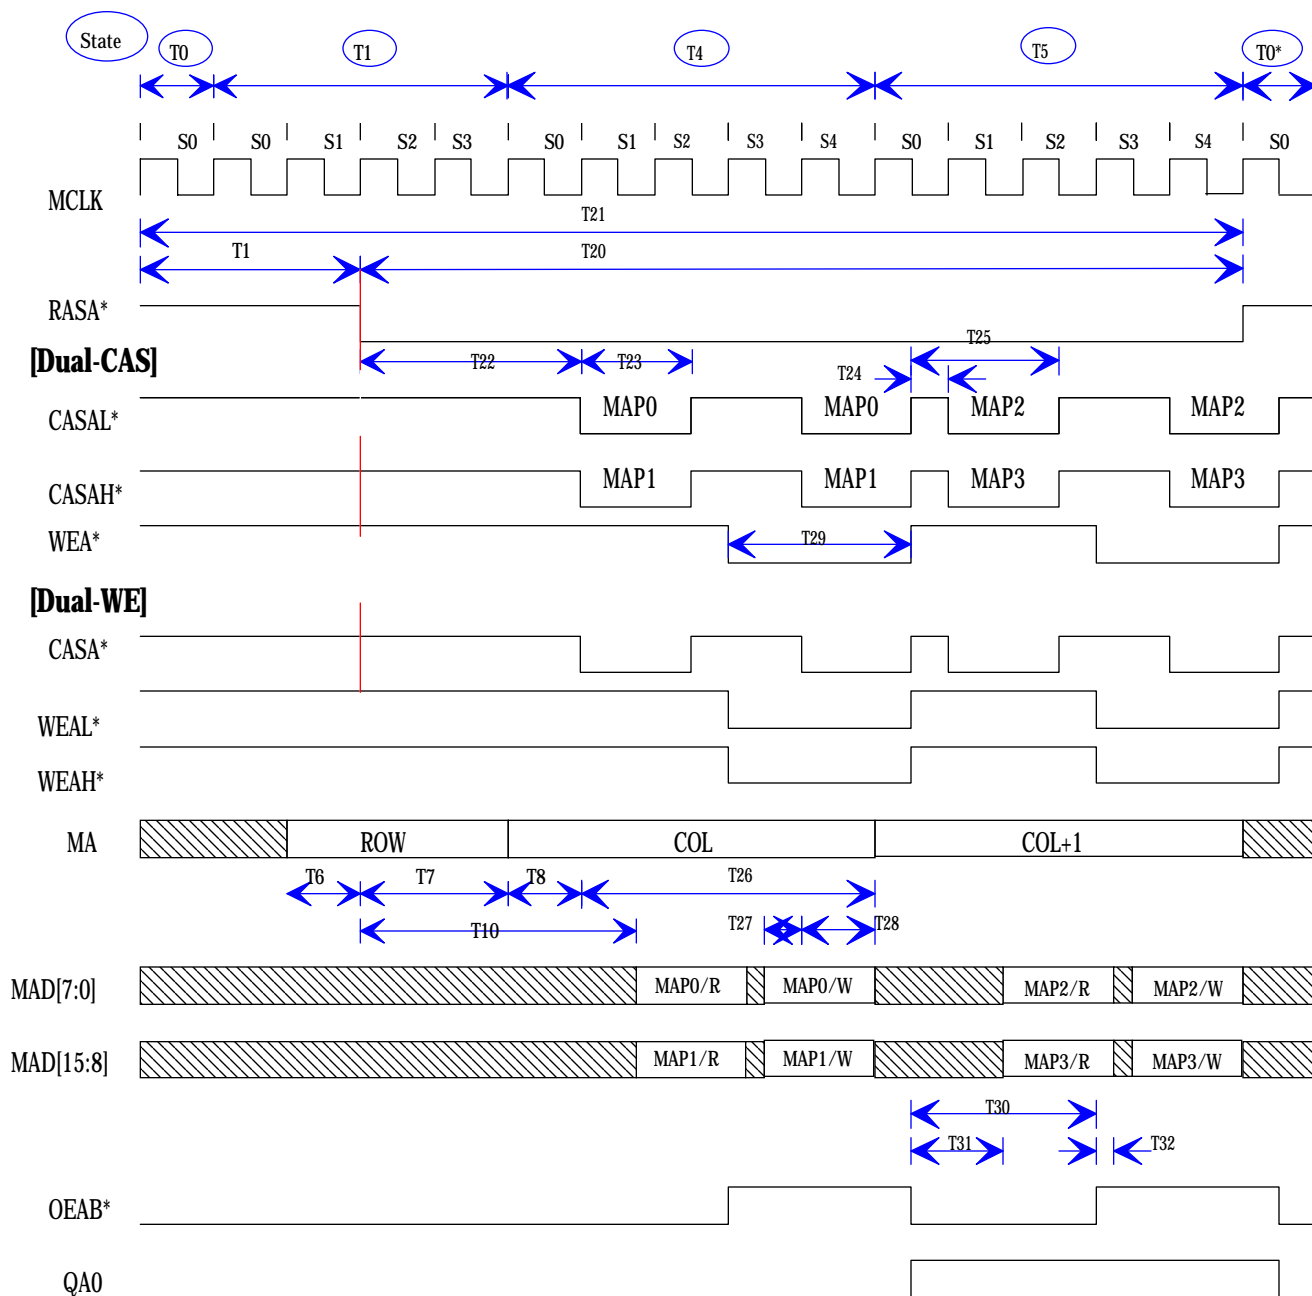 State T0 T1 T4 T5 T0*
S0 S0 S1 S2 S3 S0 S1 S2 S3 S4 S0 S1 S2 S3 S4 S0
MCLK
T21
T1 T20
RASA*
[Dual-CAS]
T22 T23 T24 T25
CASAL* MAP0 MAP0 MAP2 MAP2
CASAH* MAP1 MAP1 MAP3 MAP3
WEA* T29
[Dual-WE]
CASA*
WEAL*
WEAH*
MA ROW COL COL+1
T6 T7 T8 T26
T10 T27 T28
MAD[7:0] MAP0/R MAP0/W MAP2/R MAP2/W
MAD[15:8] MAP1/R MAP1/W MAP3/R MAP3/W
T30
T31 T32
OEAB*
QA0